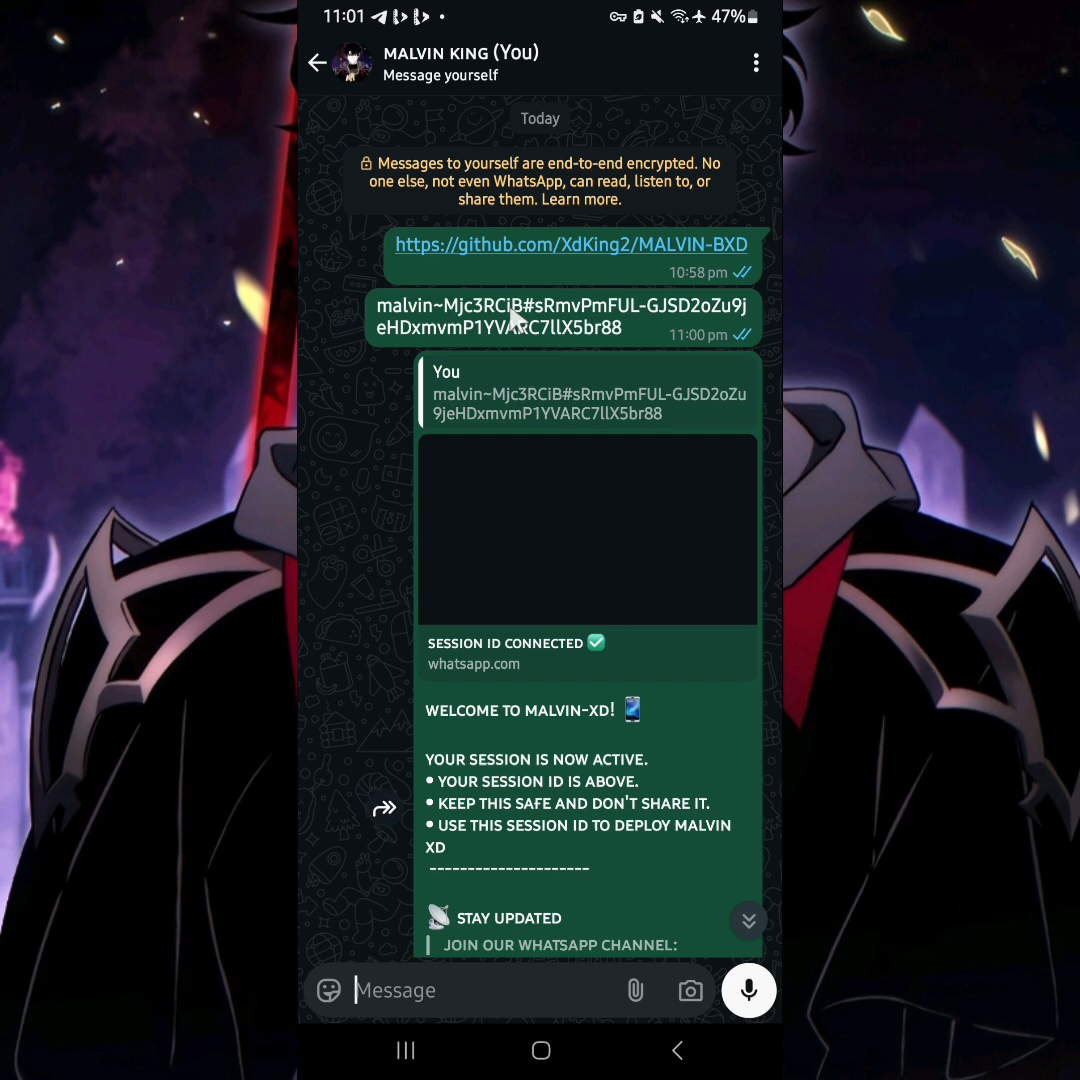 11:01
47%
MALVIN KING (You)
Message yourself
Today
Messages to yourself are end-to-end encrypted. No
one else, not even WhatsApp, can read, listen to, or
share them. Learn more.
https://github.com/XdKing2/MALVIN-BXD
10:58 pm
malvin~Mjc3RCiB#sRmvPmFUL-GJSD2oZu9j
eHDxmvmP1YVARC7llX5br88
11:00 pm
You
malvin~Mjc3RCiB#sRmvPmFUL-GJSD2oZu
9jeHDxmvmP1YVARC7llX5br88
SESSION ID CONNECTED ✅
whatsapp.com
WELCOME TO MALVIN-XD! 📱
YOUR SESSION IS NOW ACTIVE.
• YOUR SESSION ID IS ABOVE.
• KEEP THIS SAFE AND DON'T SHARE IT.
• USE THIS SESSION ID TO DEPLOY MALVIN
XD
---------------------
📡 STAY UPDATED
JOIN OUR WHATSAPP CHANNEL:
Message